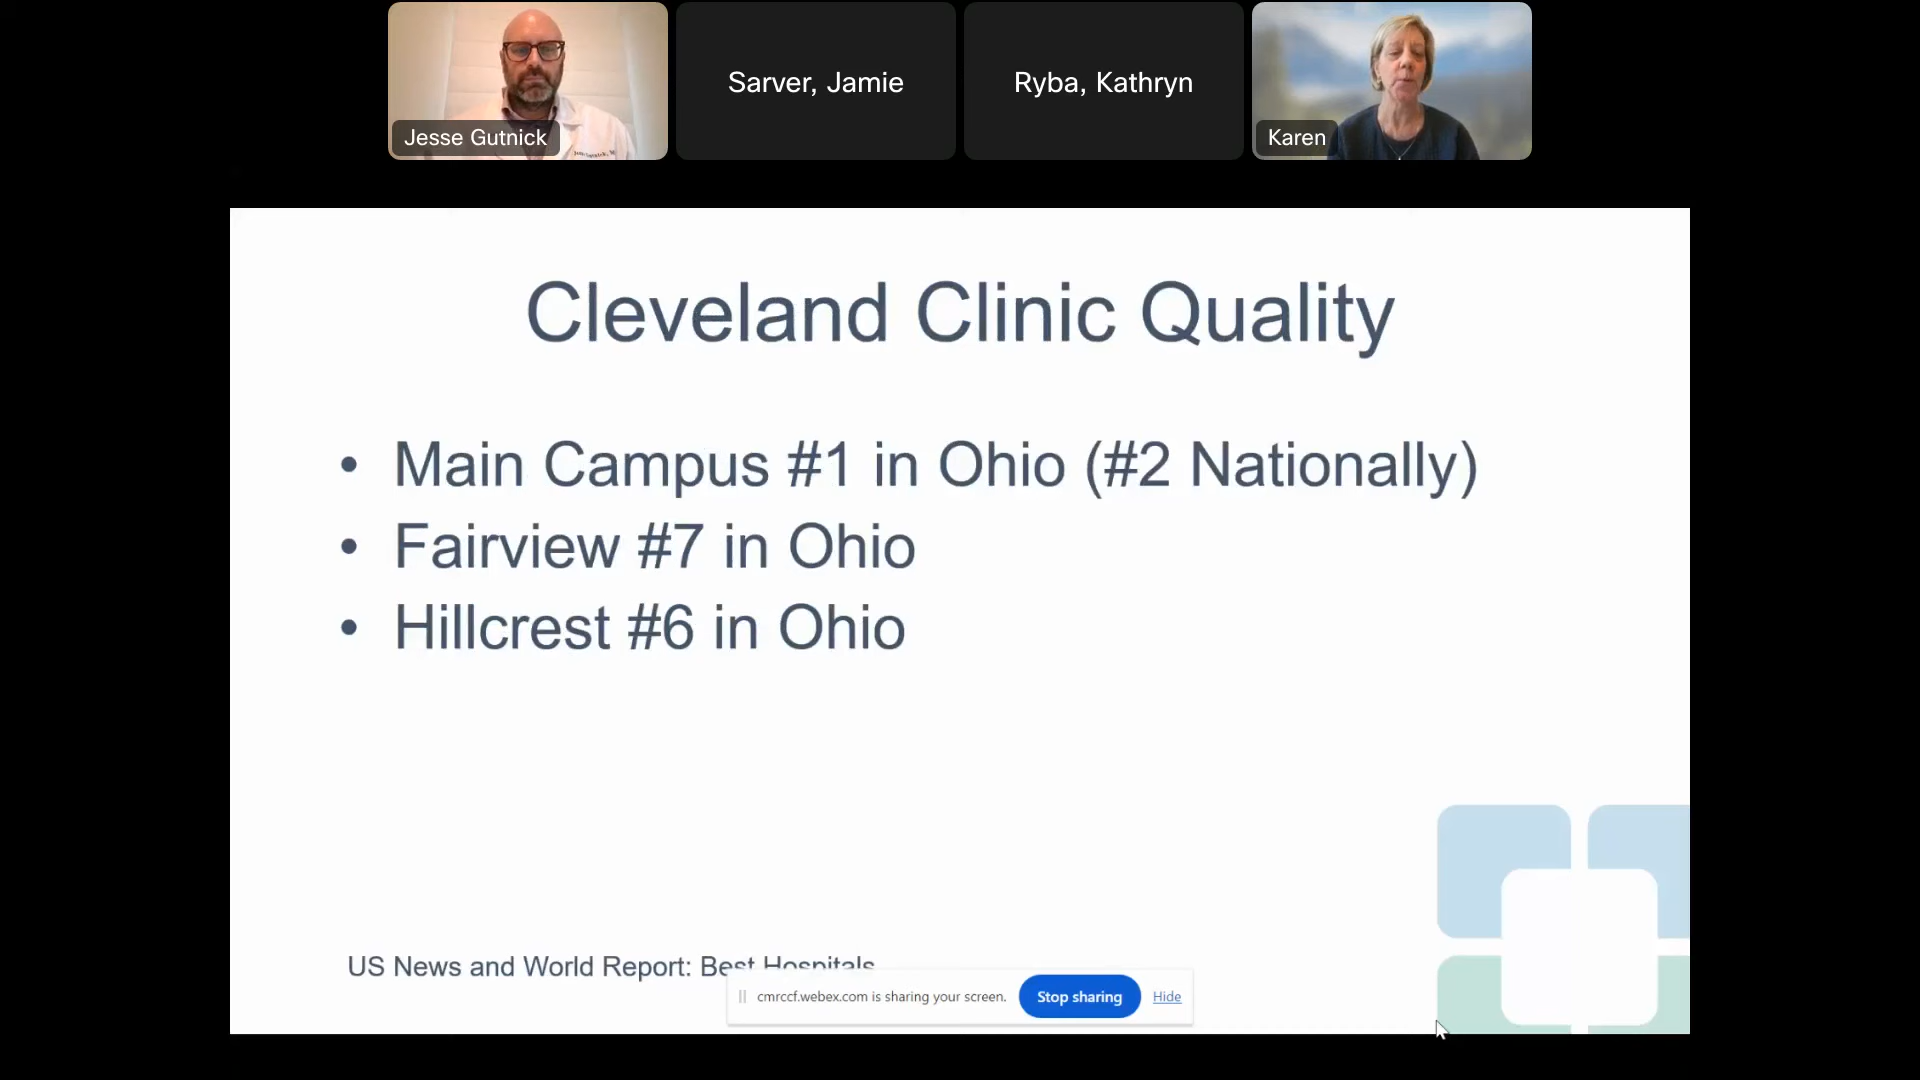 Jesse Gutnick
Sarver, Jamie
Ryba, Kathryn
Karen
Cleveland Clinic Quality
• Main Campus #1 in Ohio (#2 Nationally)
• Fairview #7 in Ohio
• Hillcrest #6 in Ohio
US News and World Report: Best Hospitals
cmrccf.webex.com is sharing your screen.
Stop sharing
Hide